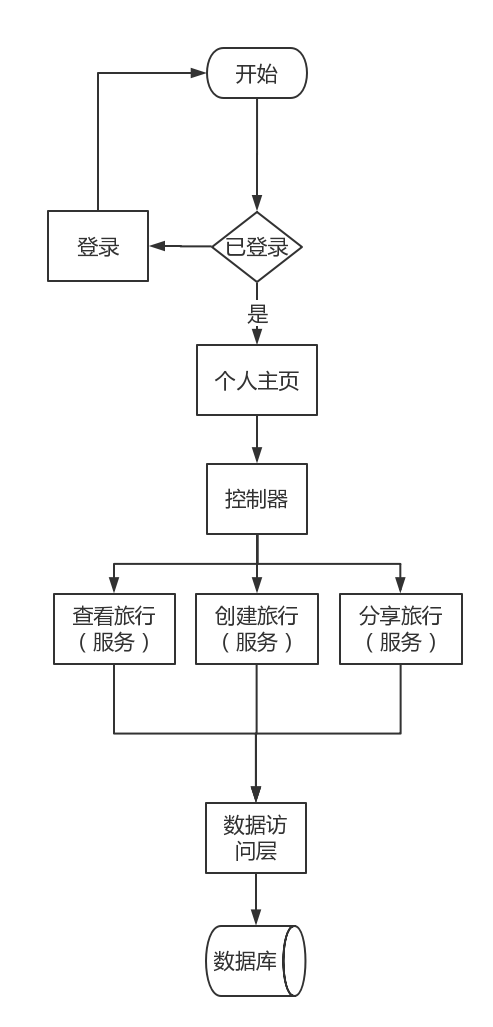 开始
登录
已登录
是
个人主页
控制器
查看旅行
（服务）
创建旅行
（服务）
分享旅行
（服务）
数据访
问层
数据库